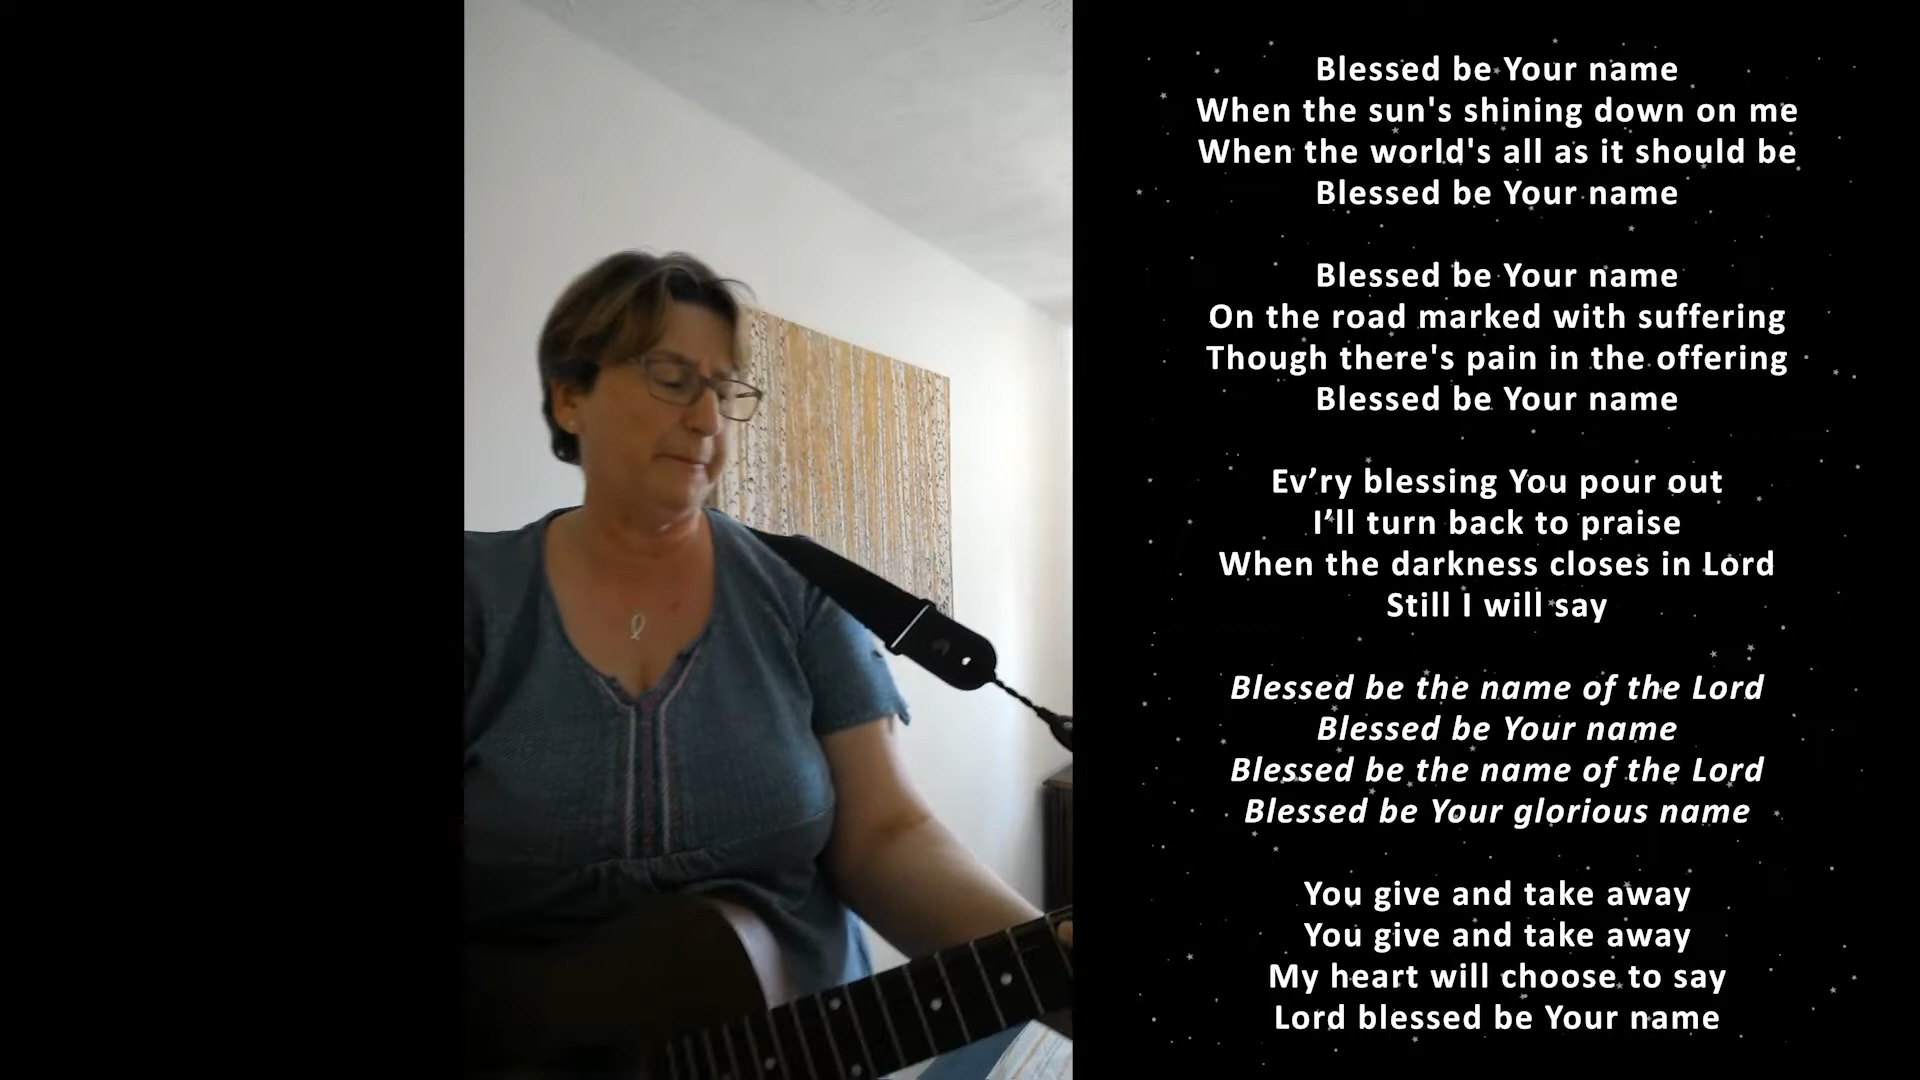 Blessed be Your name
When the sun's shining down on me
When the world's all as it should be
Blessed be Your name
Blessed be Your name
On the road marked with suffering
Though there's pain in the offering
Blessed be Your name
Ev’ry blessing You pour out
I’ll turn back to praise
When the darkness closes in Lord
Still I will say
Blessed be the name of the Lord
Blessed be Your name
Blessed be the name of the Lord
Blessed be Your glorious name
You give and take away
You give and take away
My heart will choose to say
Lord blessed be Your name